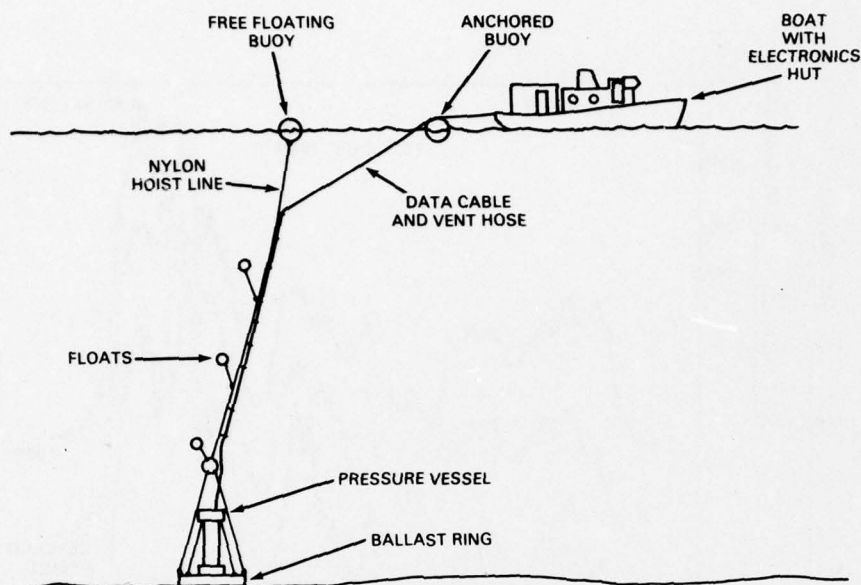 FREE FLOATING
BUOY
ANCHORED
BUOY
BOAT
WITH
ELECTRONICS
HUT
NYLON
HOIST LINE
DATA CABLE
AND VENT HOSE
FLOATS
PRESSURE VESSEL
BALLAST RING